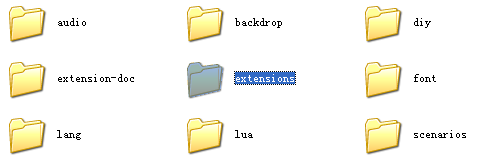 audio
backdrop
diy
extension-doc
extensions
font
lang
lua
scenarios